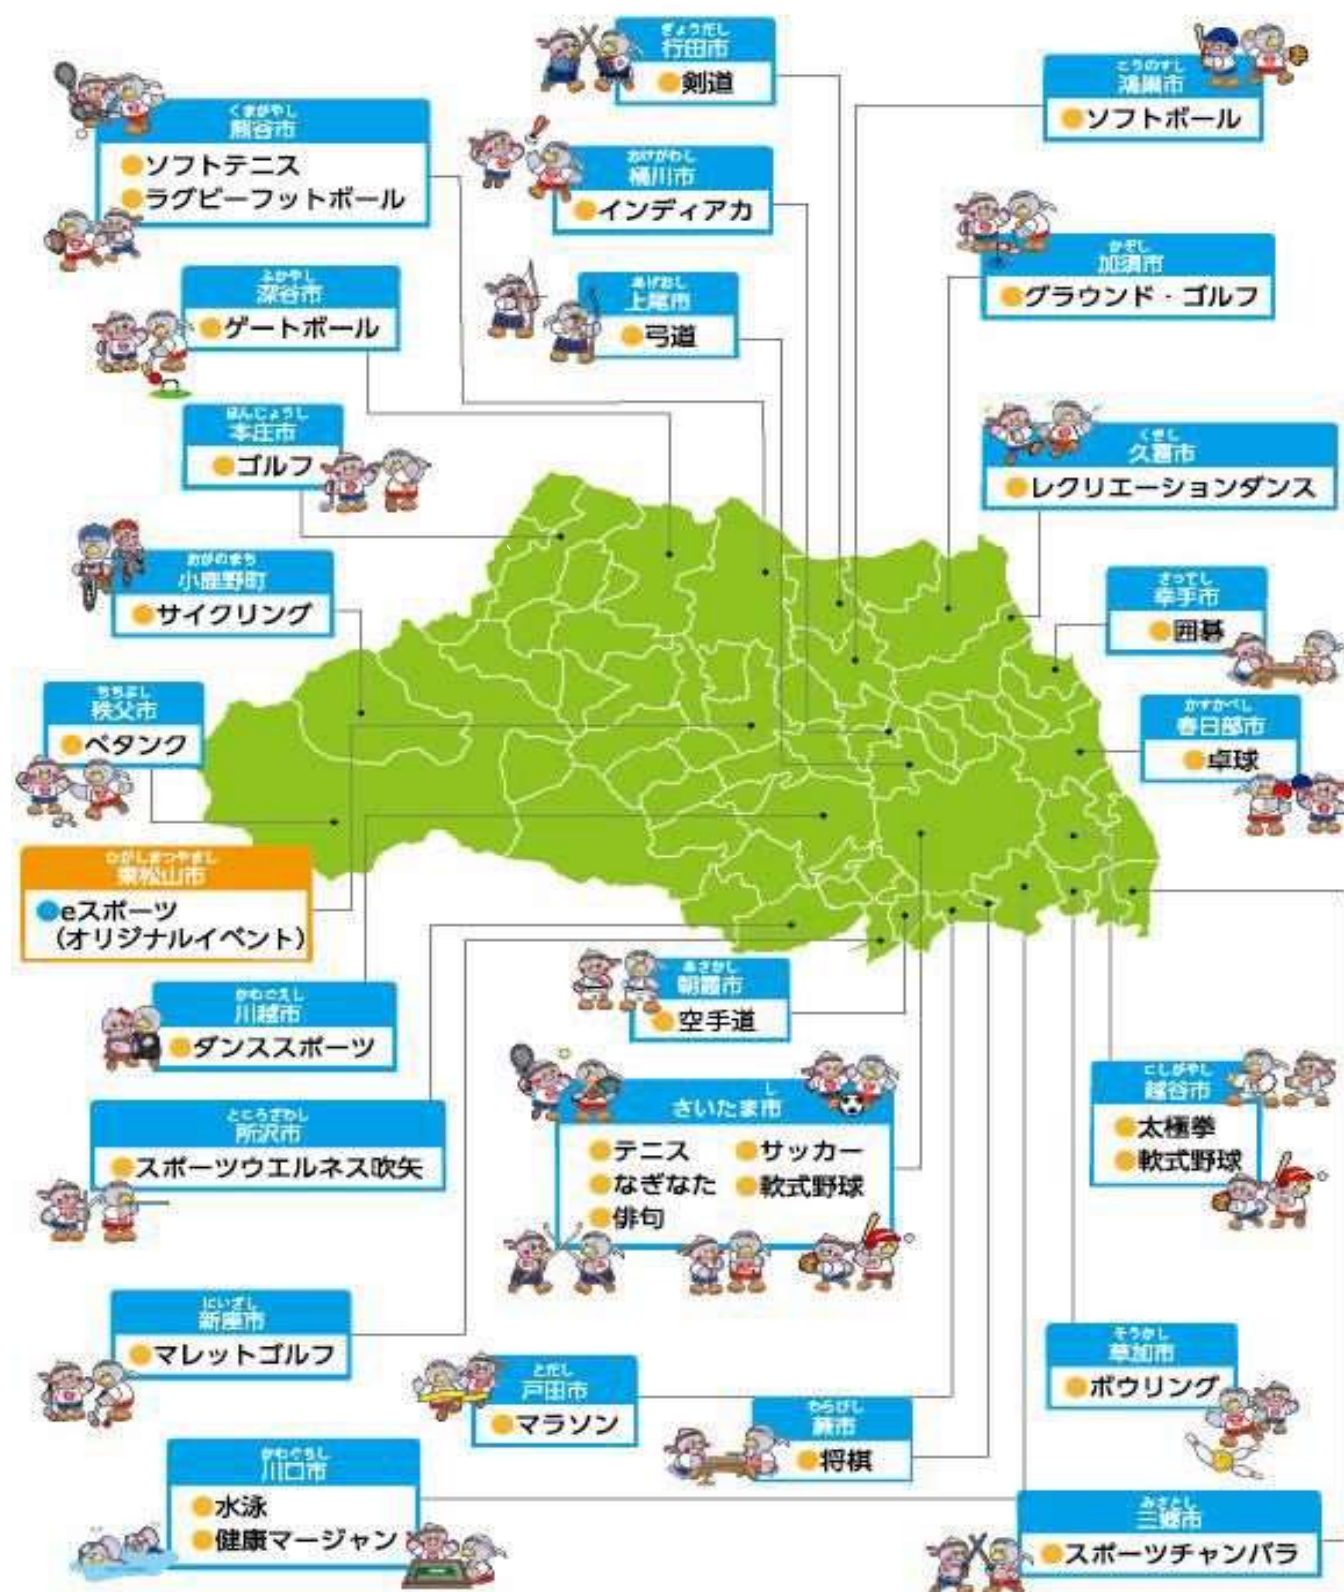 ぎょうだし
行田市
剣道
こうのすし
鴻巣市
ソフトボール
くまがやし
熊谷市
ソフトテニス
ラグビーフットボール
おけがわし
桶川市
インディアカ
かぞし
加須市
グラウンド・ゴルフ
ふかやし
深谷市
ゲートボール
あげおし
上尾市
弓道
ほんじょうし
本庄市
ゴルフ
くきし
久喜市
レクリエーションダンス
おがのまち
小鹿野町
サイクリング
さってし
幸手市
囲碁
ちちぶし
秩父市
ペタンク
かすかべし
春日部市
卓球
ひがしまつやまし
東松山市
eスポーツ
(オリジナルイベント)
かわごえし
川越市
ダンススポーツ
あさかし
朝霞市
空手道
ところざわし
所沢市
スポーツウエルネス吹矢
し
さいたま市
テニス
サッカー
なぎなた
軟式野球
俳句
こしがやし
越谷市
太極拳
軟式野球
にいざし
新座市
マレットゴルフ
とだし
戸田市
マラソン
わらびし
蕨市
将棋
そうかし
草加市
ボウリング
かわぐちし
川口市
水泳
健康マージャン
みさとし
三郷市
スポーツチャンバラ